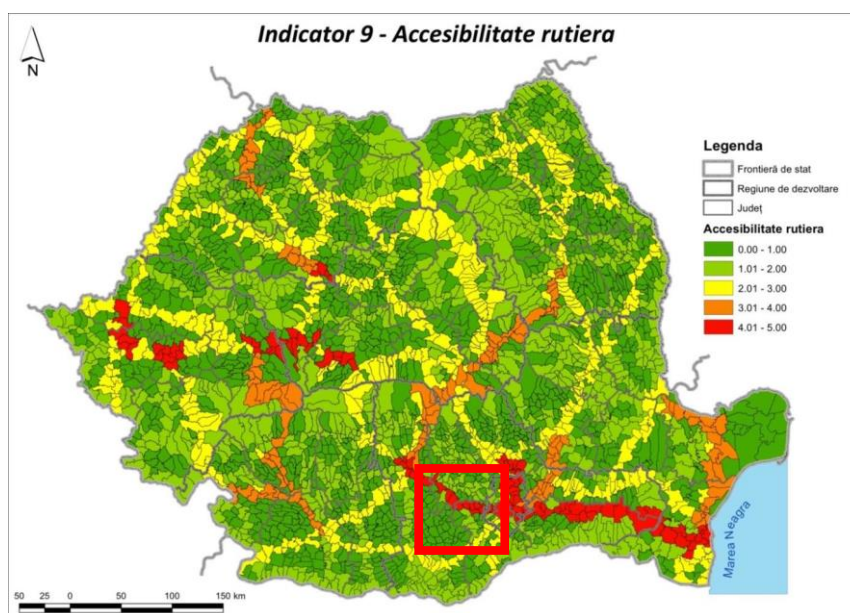 Indicator 9 - Accesibilitate rutiera
N
Legenda
Frontieră de stat
Regiune de dezvoltare
Județ
Accesibilitate rutiera
0.00 - 1.00
1.01 - 2.00
2.01 - 3.00
3.01 - 4.00
4.01 - 5.00
Marea Neagra
50 25 0 50 100 150 km